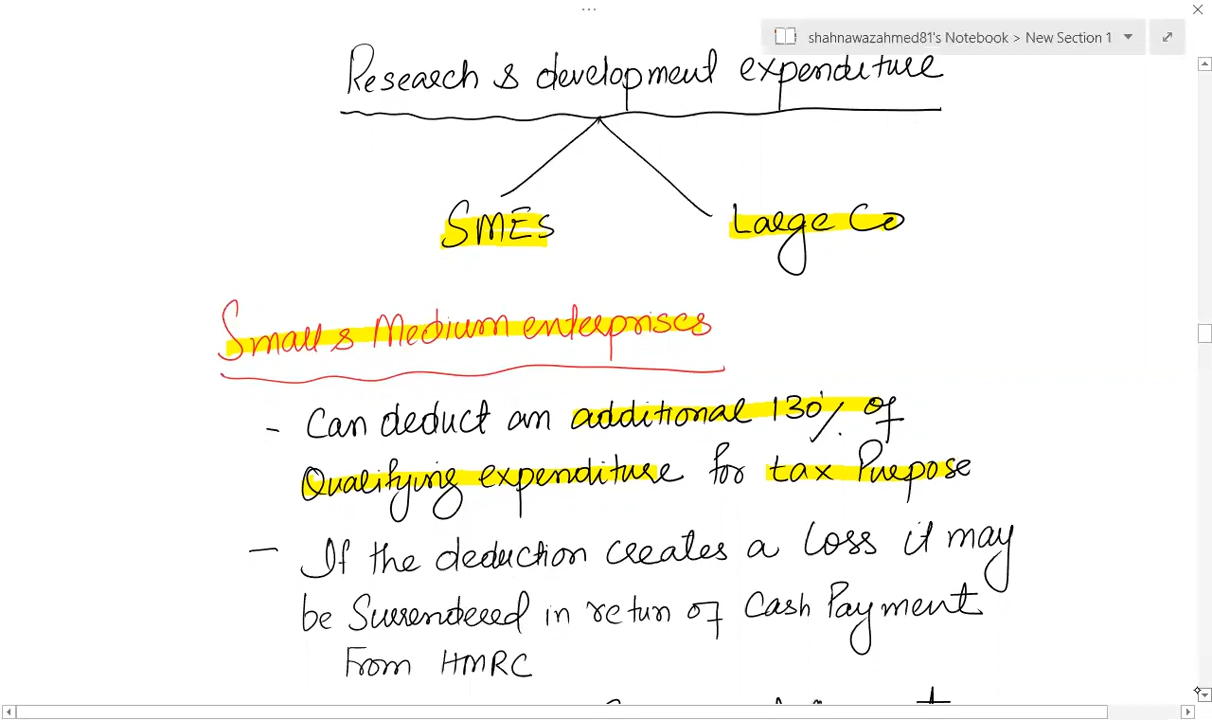 shahnawazahmed81's Notebook > New Section 1
Research & development expenditure
SMEs
Large Co
Small & Medium enterprises
- Can deduct an additional 130% of
Qualifying expenditure for tax Purpose
- If the deduction creates a Loss it may
be Surrendered in return of Cash Payment
From HMRC